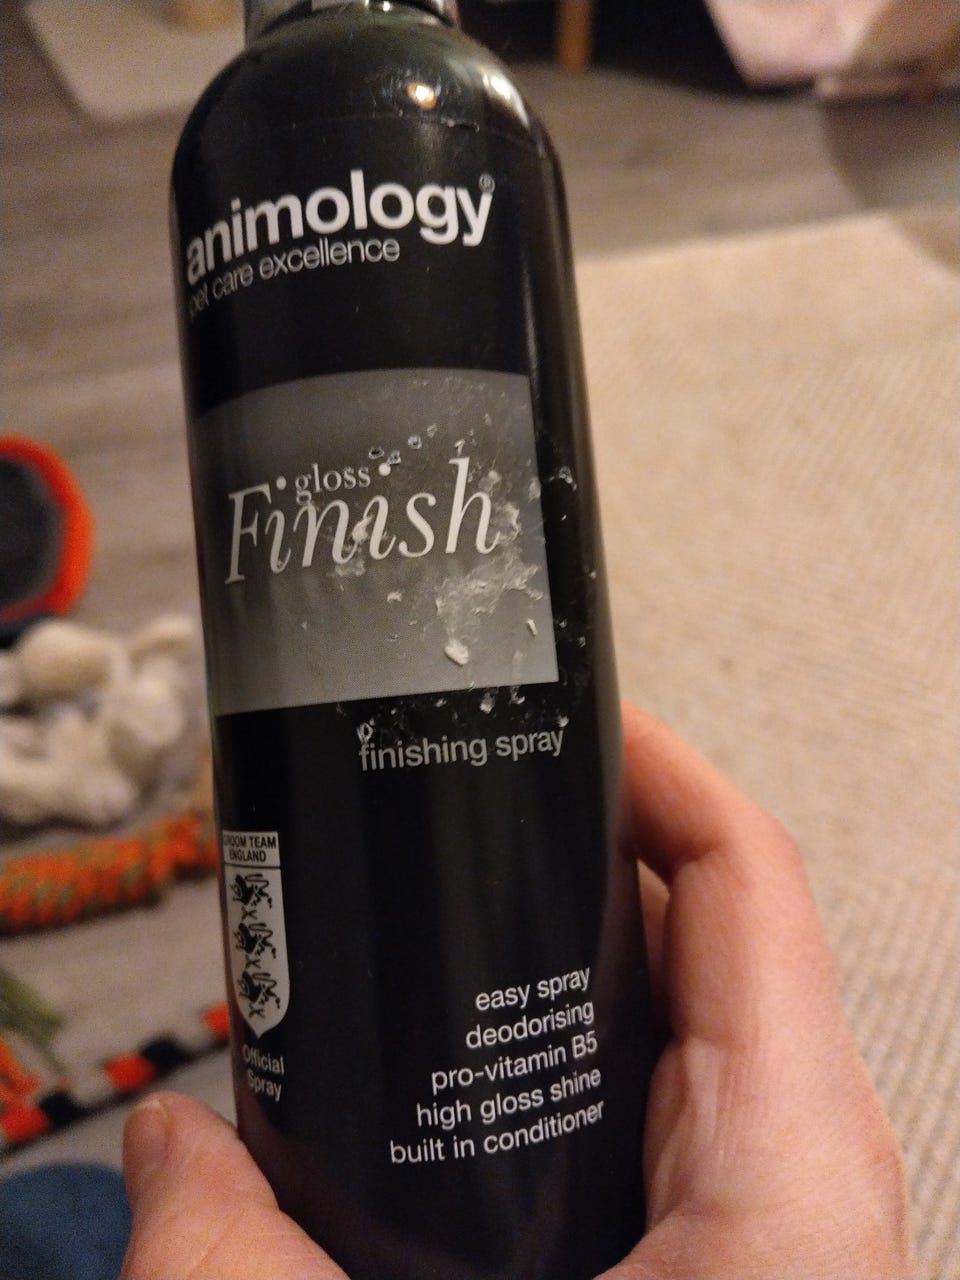 animology®
pet care excellence
gloss
Finish
finishing spray
GROOM TEAM
ENGLAND
Official
Spray
easy spray
deodorising
pro-vitamin B5
high gloss shine
built in conditioner